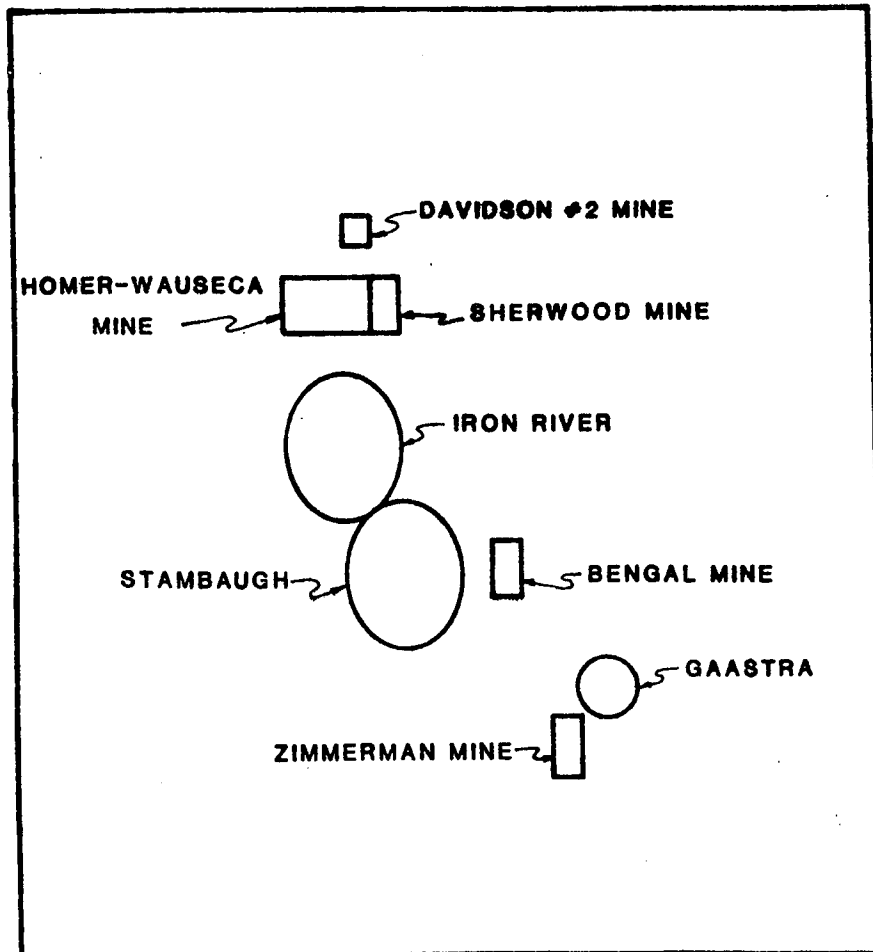 DAVIDSON #2 MINE
HOMER-WAUSECA
MINE
SHERWOOD MINE
IRON RIVER
STAMBAUGH
BENGAL MINE
GAASTRA
ZIMMERMAN MINE